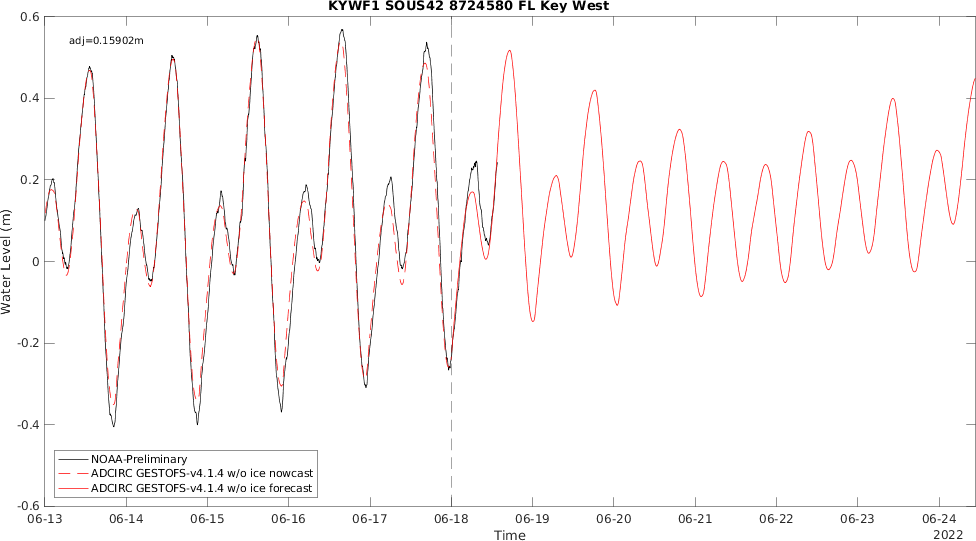 KYWF1 SOUS42 8724580 FL Key West
adj=0.15902m
0.6
0.4
0.2
0
-0.2
-0.4
-0.6
Water Level (m)
NOAA-Preliminary
ADCIRC GESTOFS-v4.1.4 w/o ice nowcast
ADCIRC GESTOFS-v4.1.4 w/o ice forecast
06-13 06-14 06-15 06-16 06-17 06-18 06-19 06-20 06-21 06-22 06-23 06-24
Time
2022